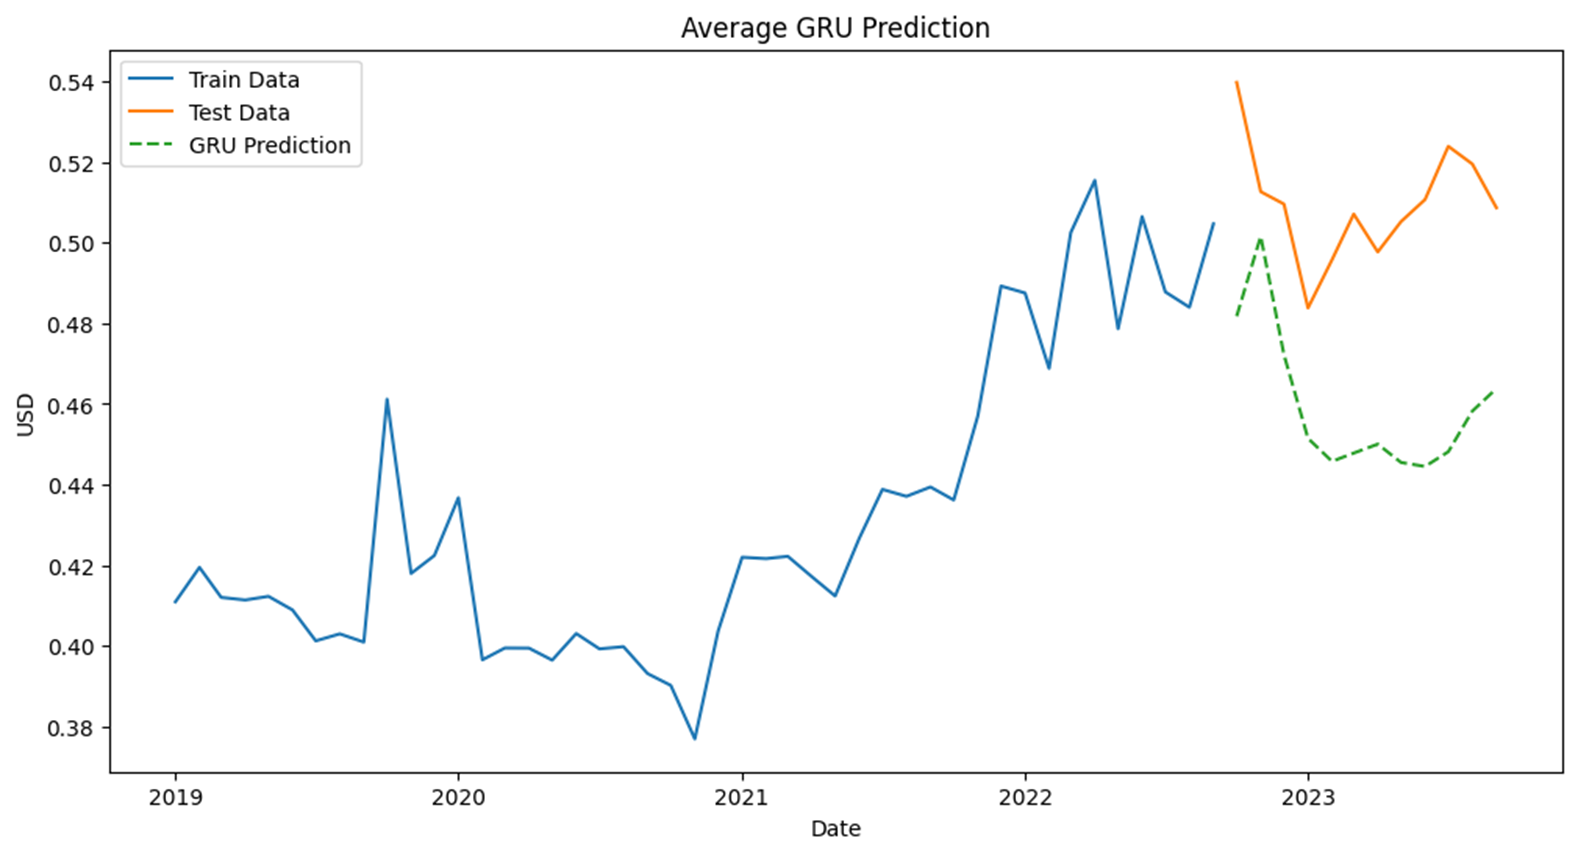 Average GRU Prediction
Train Data
Test Data
GRU Prediction
0.54
0.52
0.50
0.48
0.46
0.44
0.42
0.40
0.38
USD
2019 2020 2021 2022 2023
Date